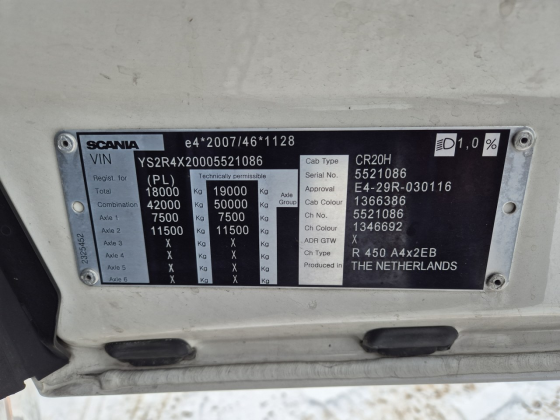 SCANIA e4*2007/46*1128 1,0 %
VIN YS2R4X20005521086
Regist. for (PL) Technically permissible
Total 18000 Kg 19000 Kg Axle Group
Combination 42000 Kg 50000 Kg
Axle 1 7500 Kg 7500 Kg
Axle 2 11500 Kg 11500 Kg
Axle 3 X Kg X Kg
Axle 4 X Kg X Kg
Axle 5 X Kg X Kg
Axle 6 X Kg X Kg
2325452
Cab Type CR20H
Serial No. 5521086
Approval E4-29R-030116
Cab Colour 1366386
Ch No. 5521086
Ch Colour 1346692
ADR GTW X
Ch Type R 450 A4x2EB
Produced in THE NETHERLANDS